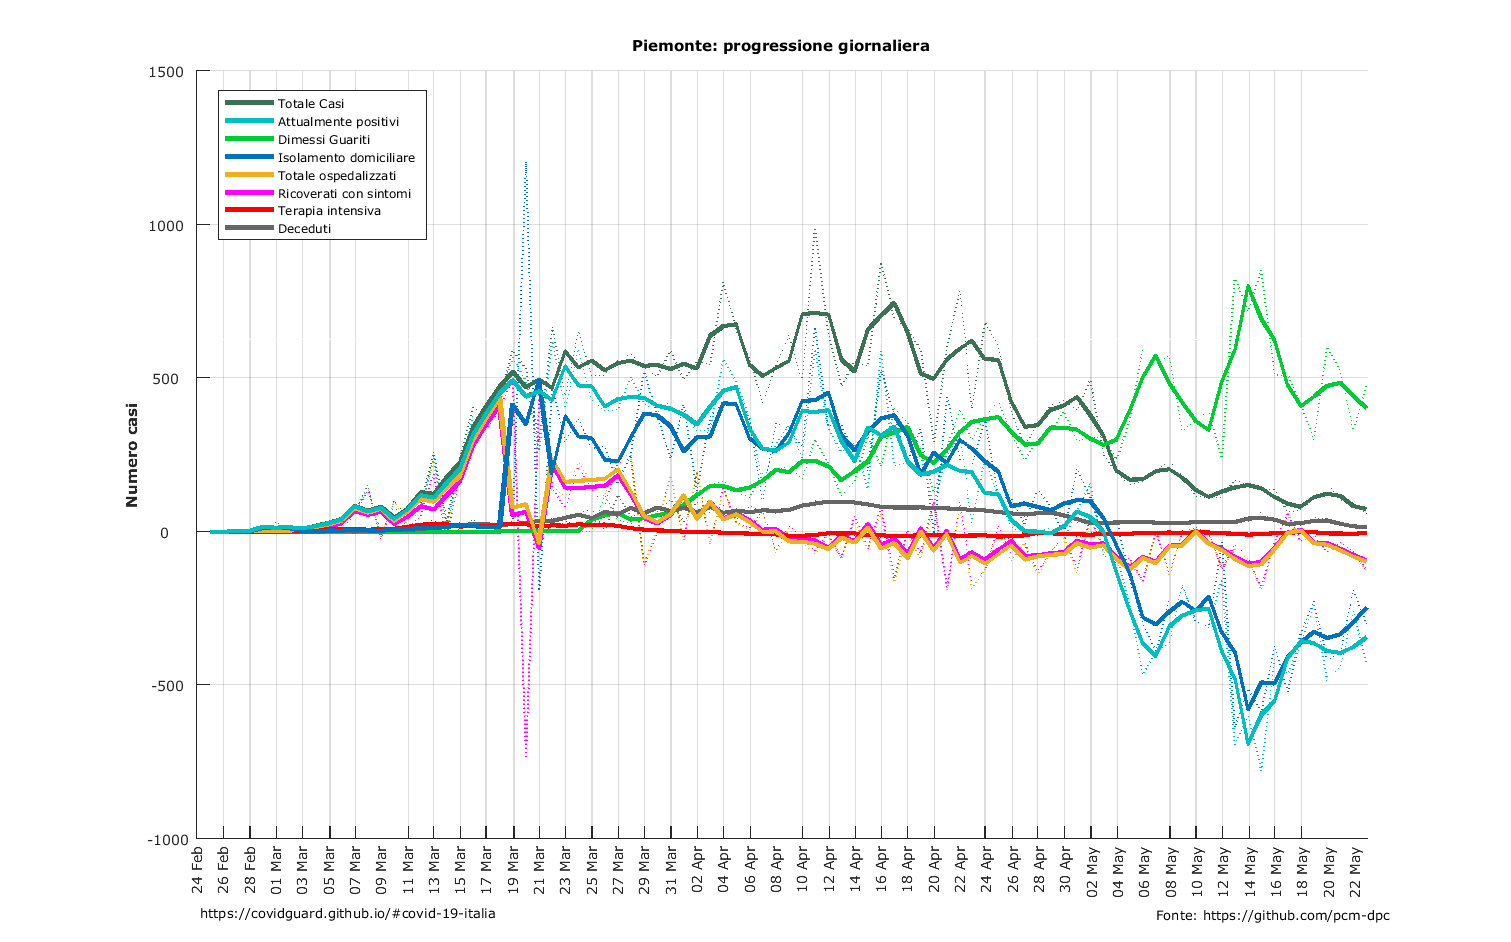 Piemonte: progressione giornaliera
1500
1000
500
0
-500
-1000
Numero casi
Totale Casi
Attualmente positivi
Dimessi Guariti
Isolamento domiciliare
Totale ospedalizzati
Ricoverati con sintomi
Terapia intensiva
Deceduti
24 Feb
26 Feb
28 Feb
01 Mar
03 Mar
05 Mar
07 Mar
09 Mar
11 Mar
13 Mar
15 Mar
17 Mar
19 Mar
21 Mar
23 Mar
25 Mar
27 Mar
29 Mar
31 Mar
02 Apr
04 Apr
06 Apr
08 Apr
10 Apr
12 Apr
14 Apr
16 Apr
18 Apr
20 Apr
22 Apr
24 Apr
26 Apr
28 Apr
30 Apr
02 May
04 May
06 May
08 May
10 May
12 May
14 May
16 May
18 May
20 May
22 May
https://covidguard.github.io/#covid-19-italia
Fonte: https://github.com/pcm-dpc